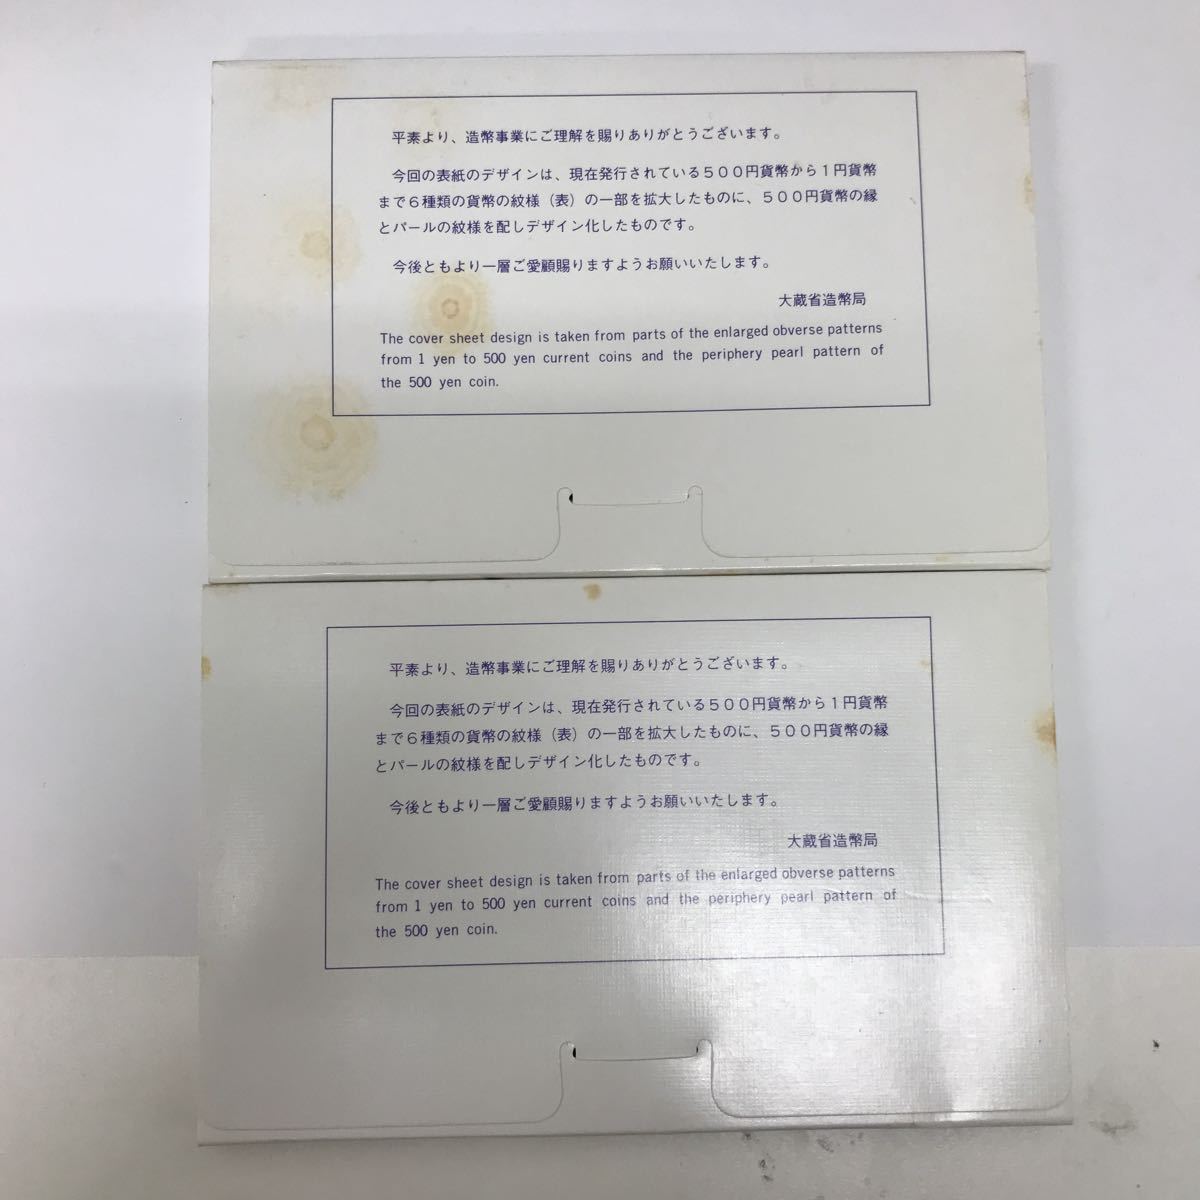 平素より、造幣事業にご理解を賜りありがとうございます。
今回の表紙のデザインは、現在発行されている５００円貨幣から１円貨幣
まで６種類の貨幣の紋様（表）の一部を拡大したものに、５００円貨幣の縁
とパールの紋様を配しデザイン化したものです。
今後ともより一層ご愛顧賜りますようお願いいたします。
大蔵省造幣局
The cover sheet design is taken from parts of the enlarged obverse patterns
from 1 yen to 500 yen current coins and the periphery pearl pattern of
the 500 yen coin.
平素より、造幣事業にご理解を賜りありがとうございます。
今回の表紙のデザインは、現在発行されている５００円貨幣から１円貨幣
まで６種類の貨幣の紋様（表）の一部を拡大したものに、５００円貨幣の縁
とパールの紋様を配しデザイン化したものです。
今後ともより一層ご愛顧賜りますようお願いいたします。
大蔵省造幣局
The cover sheet design is taken from parts of the enlarged obverse patterns
from 1 yen to 500 yen current coins and the periphery pearl pattern of
the 500 yen coin.